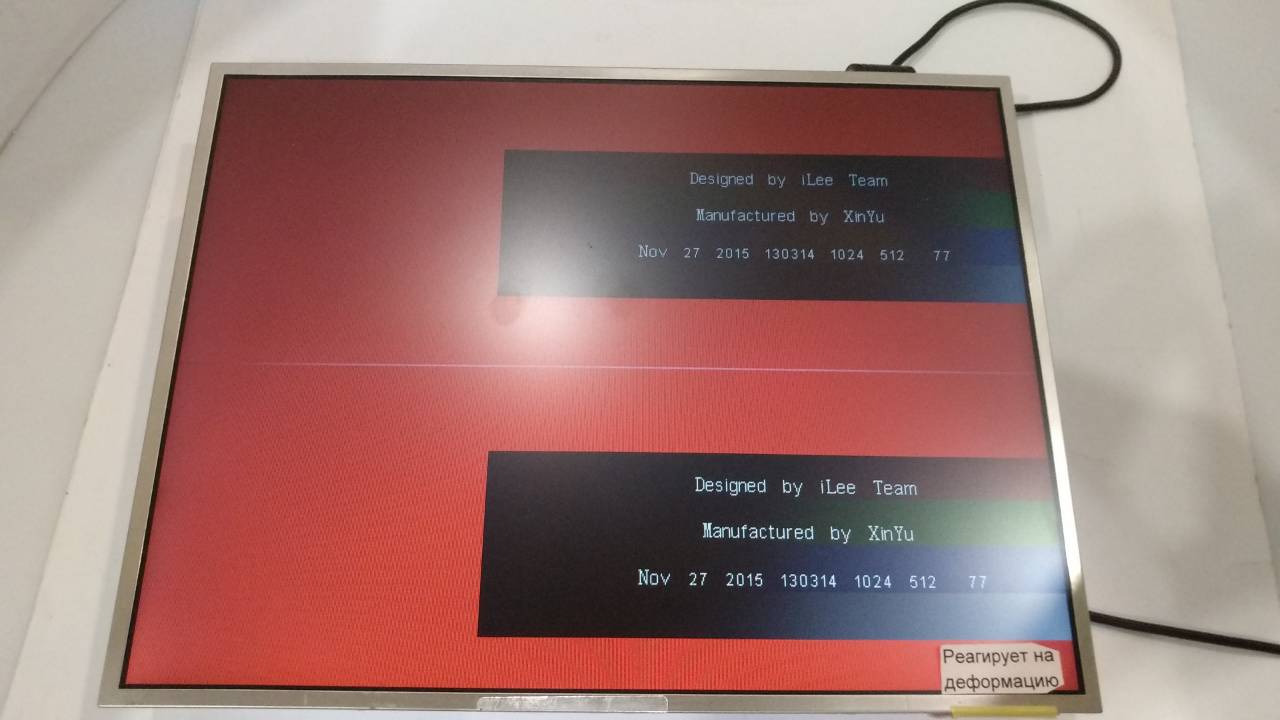 Designed by iLee Team
Manufactured by XinYu
Nov 27 2015 130314 1024 512 77
Designed by iLee Team
Manufactured by XinYu
Nov 27 2015 130314 1024 512 77
Реагирует на
деформацию